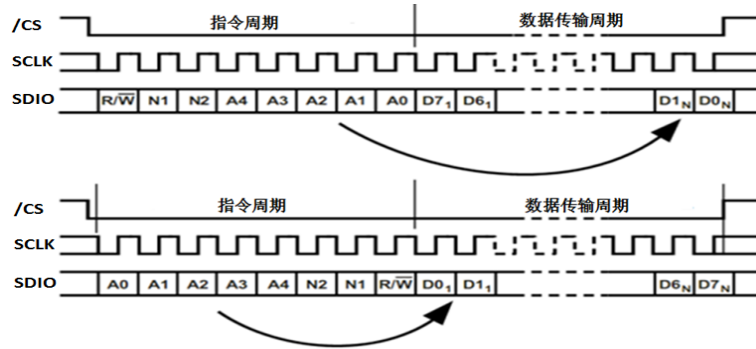 /CS 指令周期 数据传输周期
SCLK
SDIO R/W̅ N1 N2 A4 A3 A2 A1 A0 D7₁ D6₁ D1N D0N
/CS 指令周期 数据传输周期
SCLK
SDIO A0 A1 A2 A3 A4 N2 N1 R/W̅ D0₁ D1₁ D6N D7N